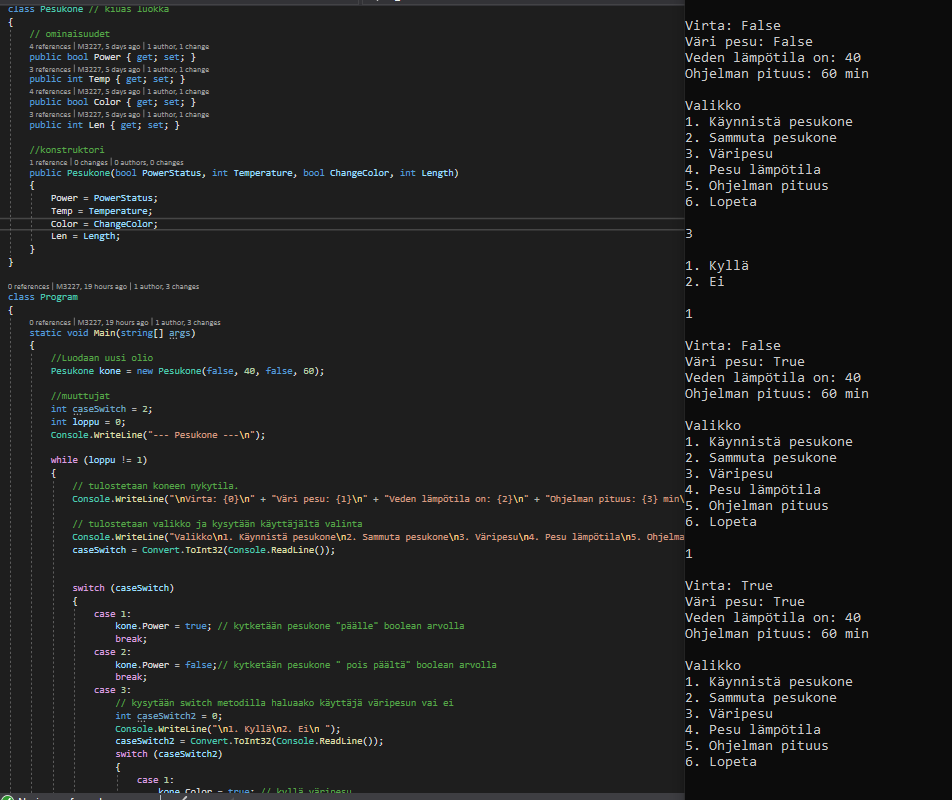 class Pesukone // kiuas luokka
{
// ominaisuudet
4 references | M3227, 5 days ago | 1 author, 1 change
public bool Power { get; set; }
3 references | M3227, 5 days ago | 1 author, 1 change
public int Temp { get; set; }
4 references | M3227, 5 days ago | 1 author, 1 change
public bool Color { get; set; }
3 references | M3227, 5 days ago | 1 author, 1 change
public int Len { get; set; }
//konstruktori
1 reference | 0 changes | 0 authors, 0 changes
public Pesukone(bool PowerStatus, int Temperature, bool ChangeColor, int Length)
{
Power = PowerStatus;
Temp = Temperature;
Color = ChangeColor;
Len = Length;
}
}
0 references | M3227, 19 hours ago | 1 author, 3 changes
class Program
{
0 references | M3227, 19 hours ago | 1 author, 3 changes
static void Main(string[] args)
{
//Luodaan uusi olio
Pesukone kone = new Pesukone(false, 40, false, 60);
//muuttujat
int caseSwitch = 2;
int loppu = 0;
Console.WriteLine("--- Pesukone ---\n");
while (loppu != 1)
{
// tulostetaan koneen nykytila.
Console.WriteLine("\nVirta: {0}\n" + "Väri pesu: {1}\n" + "Veden lämpötila on: {2}\n" + "Ohjelman pituus: {3} min\
// tulostetaan valikko ja kysytään käyttäjältä valinta
Console.WriteLine("Valikko\n1. Käynnistä pesukone\n2. Sammuta pesukone\n3. Väripesu\n4. Pesu lämpötila\n5. Ohjelma
caseSwitch = Convert.ToInt32(Console.ReadLine());
switch (caseSwitch)
{
case 1:
kone.Power = true; // kytketään pesukone "päälle" boolean arvolla
break;
case 2:
kone.Power = false;// kytketään pesukone " pois päältä" boolean arvolla
break;
case 3:
// kysytään switch metodilla haluaako käyttäjä väripesun vai ei
int caseSwitch2 = 0;
Console.WriteLine("\n1. Kyllä\n2. Ei\n ");
caseSwitch2 = Convert.ToInt32(Console.ReadLine());
switch (caseSwitch2)
{
case 1:
kone.Color = true; // kyllä väripesu
Virta: False
Väri pesu: False
Veden lämpötila on: 40
Ohjelman pituus: 60 min
Valikko
1. Käynnistä pesukone
2. Sammuta pesukone
3. Väripesu
4. Pesu lämpötila
5. Ohjelman pituus
6. Lopeta
3
1. Kyllä
2. Ei
1
Virta: False
Väri pesu: True
Veden lämpötila on: 40
Ohjelman pituus: 60 min
Valikko
1. Käynnistä pesukone
2. Sammuta pesukone
3. Väripesu
4. Pesu lämpötila
5. Ohjelman pituus
6. Lopeta
1
Virta: True
Väri pesu: True
Veden lämpötila on: 40
Ohjelman pituus: 60 min
Valikko
1. Käynnistä pesukone
2. Sammuta pesukone
3. Väripesu
4. Pesu lämpötila
5. Ohjelman pituus
6. Lopeta